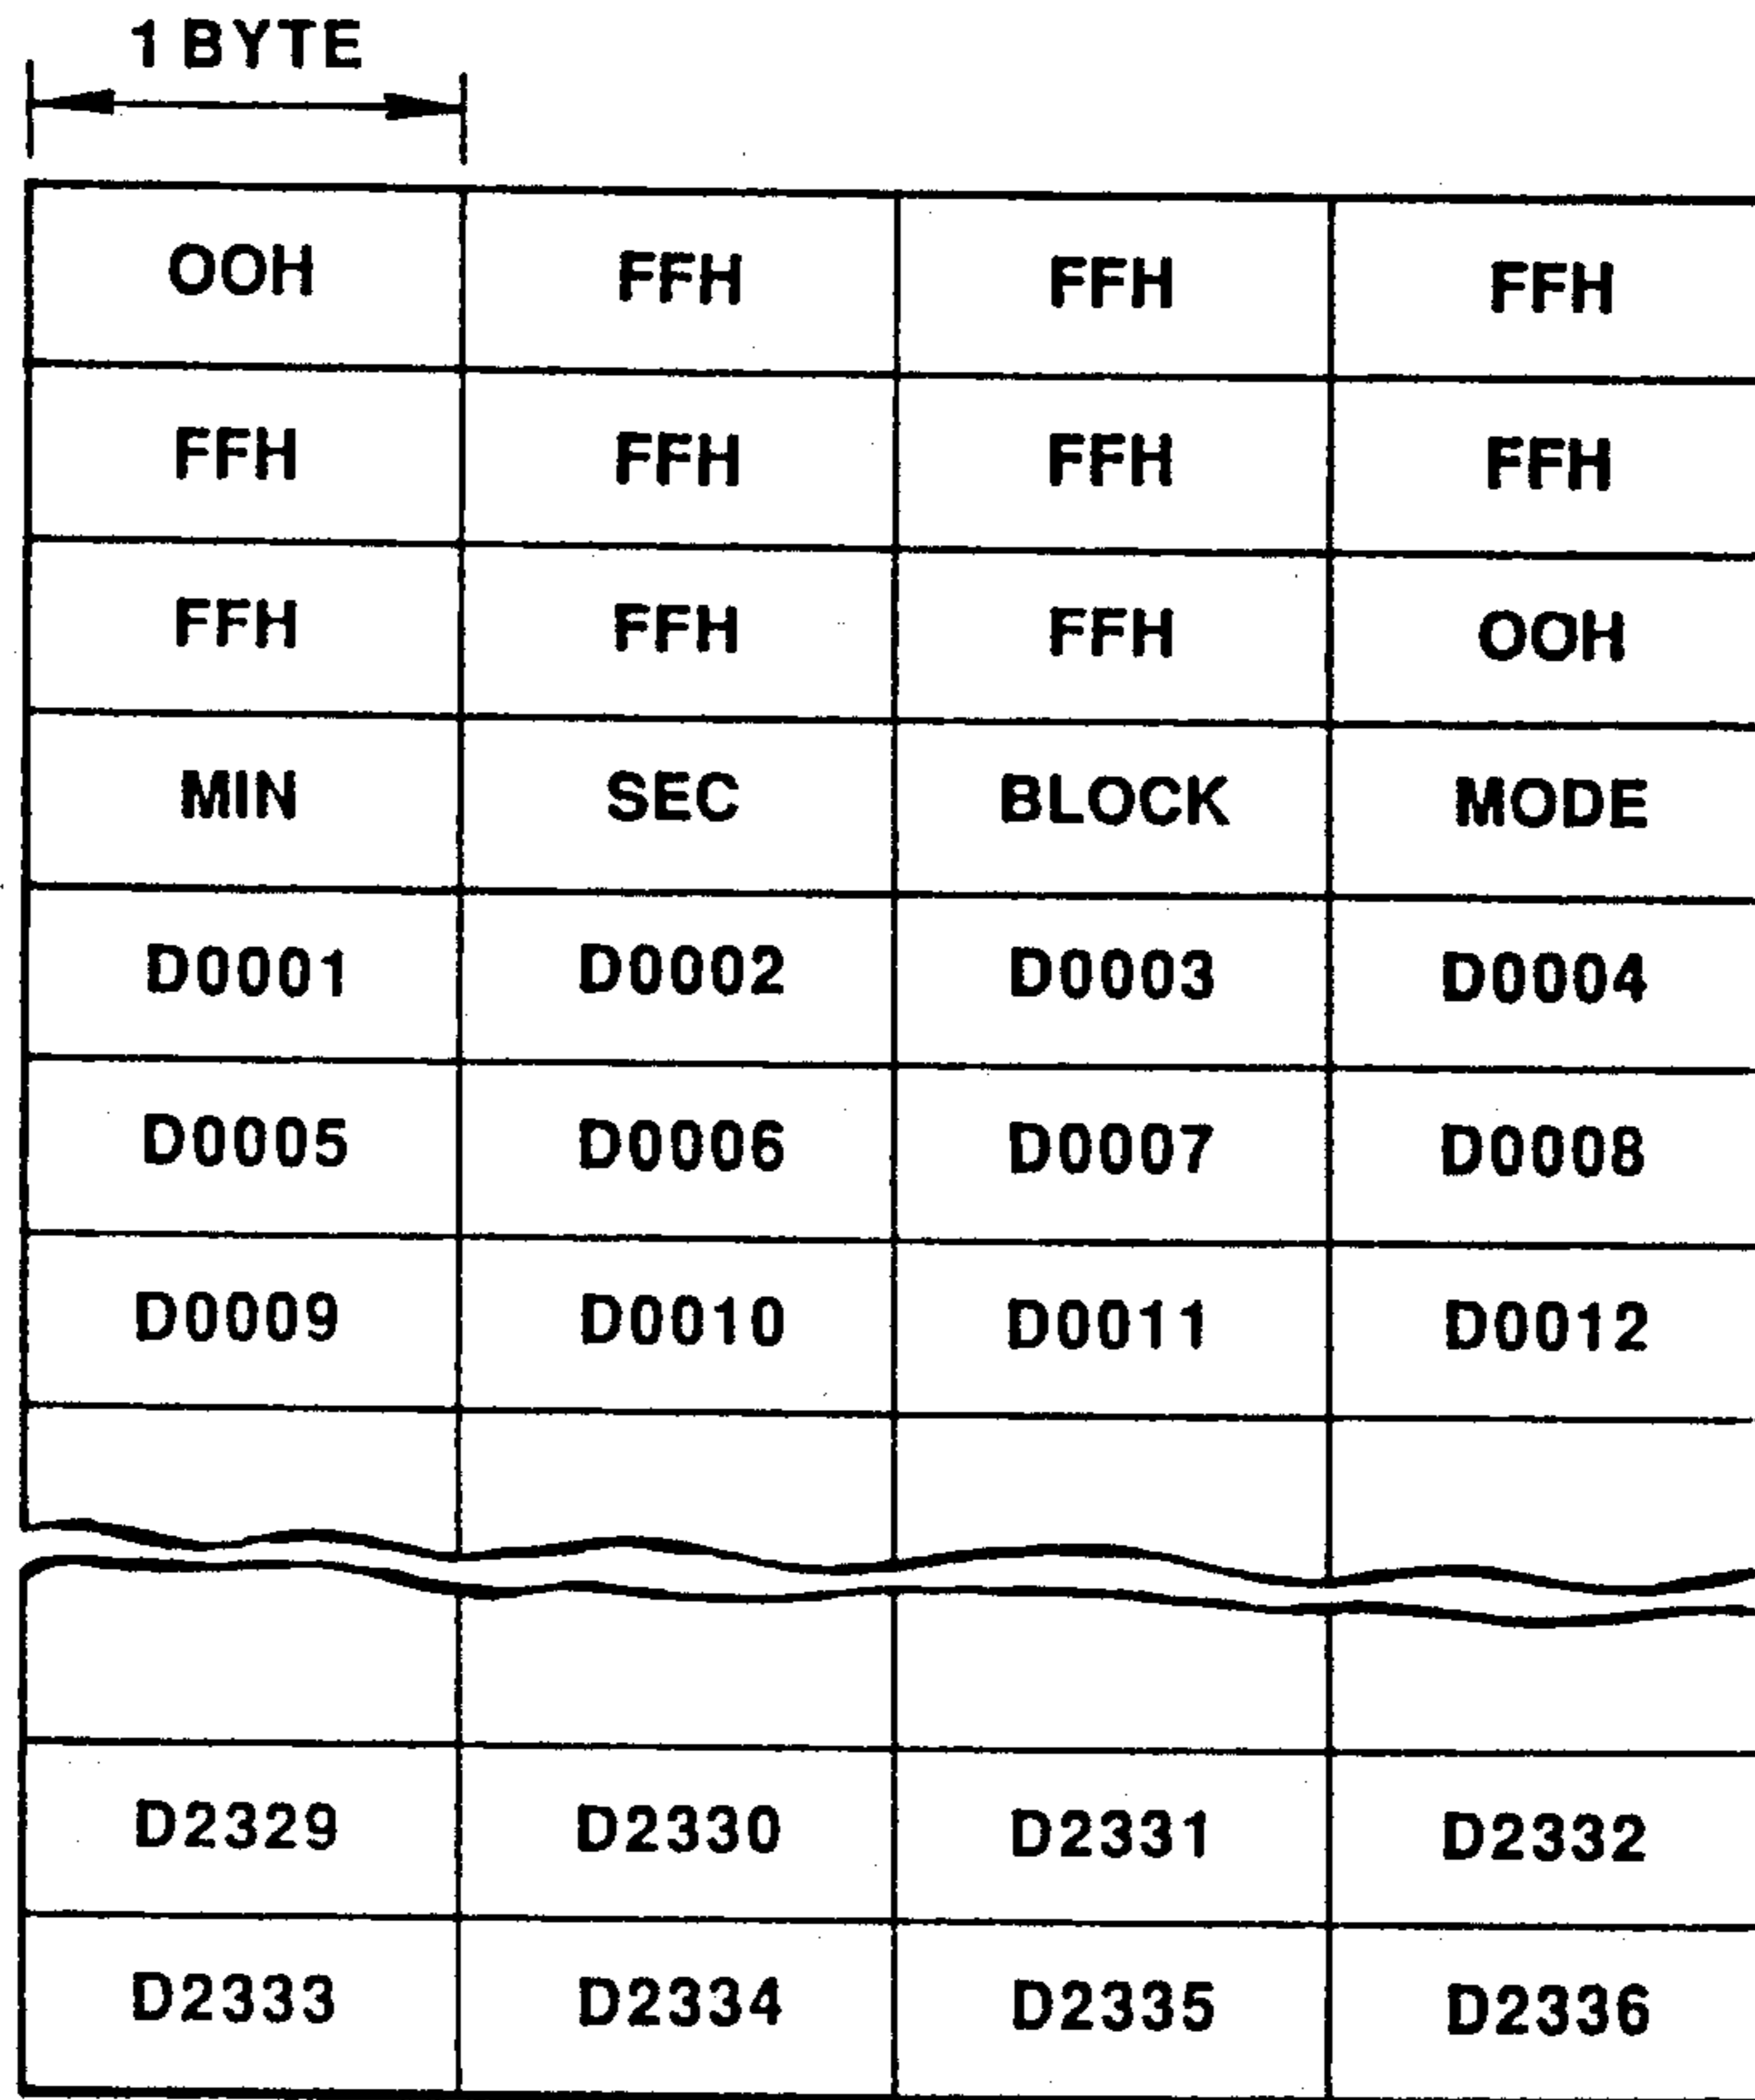 1 BYTE
OOH FFH FFH FFH
FFH FFH FFH FFH
FFH FFH FFH OOH
MIN SEC BLOCK MODE
D0001 D0002 D0003 D0004
D0005 D0006 D0007 D0008
D0009 D0010 D0011 D0012
D2329 D2330 D2331 D2332
D2333 D2334 D2335 D2336